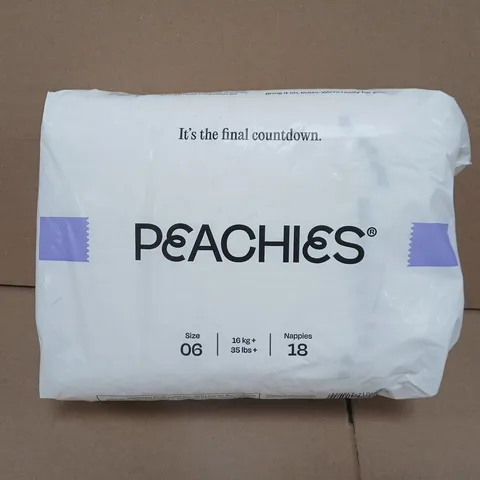 It's the final countdown.
PEACHIES®
Size
06
16 kg +
35 lbs +
Nappies
18